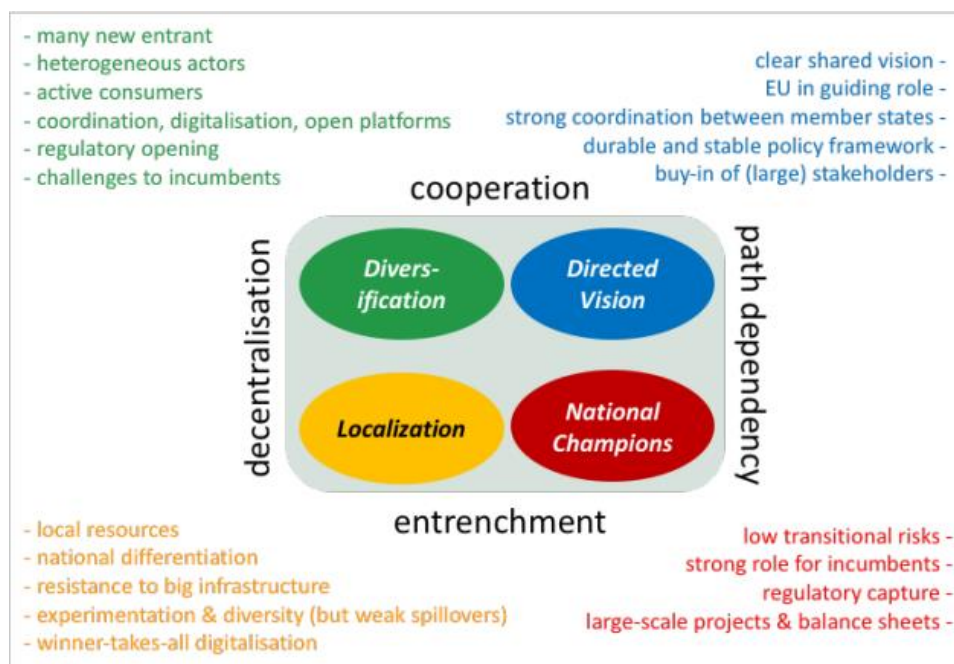 - many new entrant
- heterogeneous actors
- active consumers
- coordination, digitalisation, open platforms
- regulatory opening
- challenges to incumbents
clear shared vision -
EU in guiding role -
strong coordination between member states -
durable and stable policy framework -
buy-in of (large) stakeholders -
cooperation
decentralisation
Divers-
ification
Directed
Vision
path dependency
Localization
National
Champions
entrenchment
- local resources
- national differentiation
- resistance to big infrastructure
- experimentation & diversity (but weak spillovers)
- winner-takes-all digitalisation
low transitional risks -
strong role for incumbents -
regulatory capture -
large-scale projects & balance sheets -